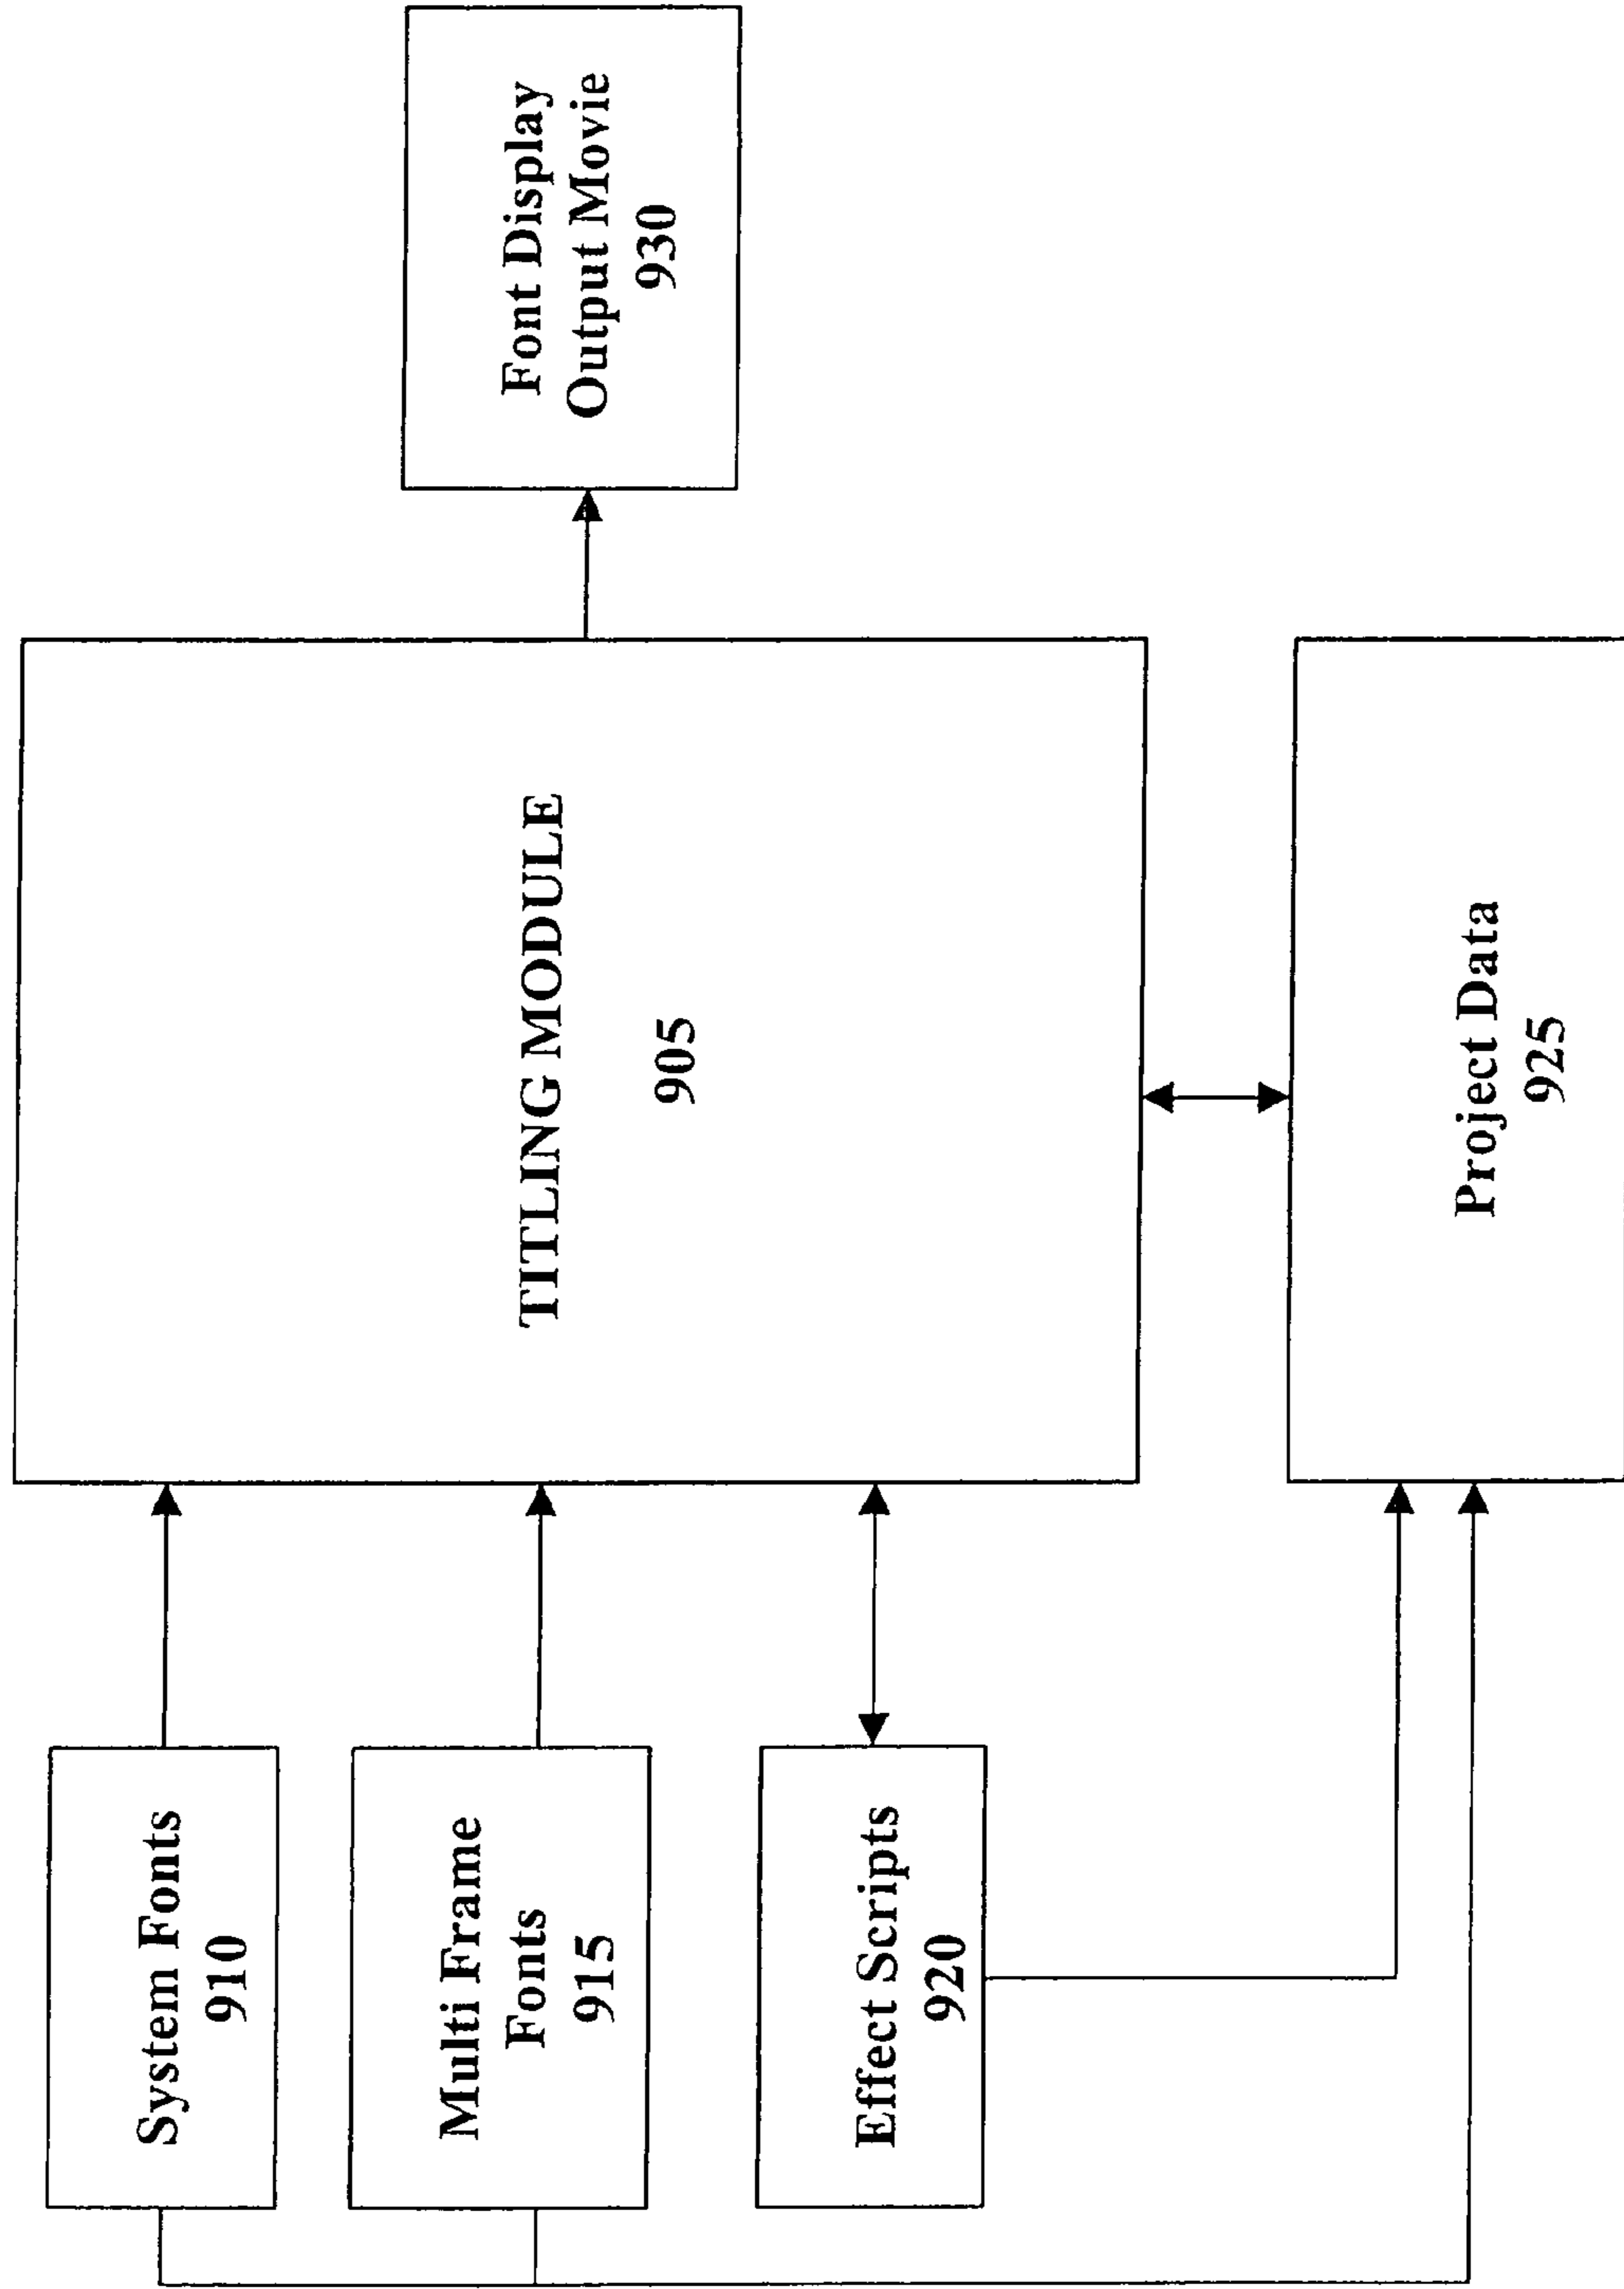 System Fonts
910
Multi Frame
Fonts
915
Effect Scripts
920
TITLING MODULE
905
Project Data
925
Font Display
Output Movie
930